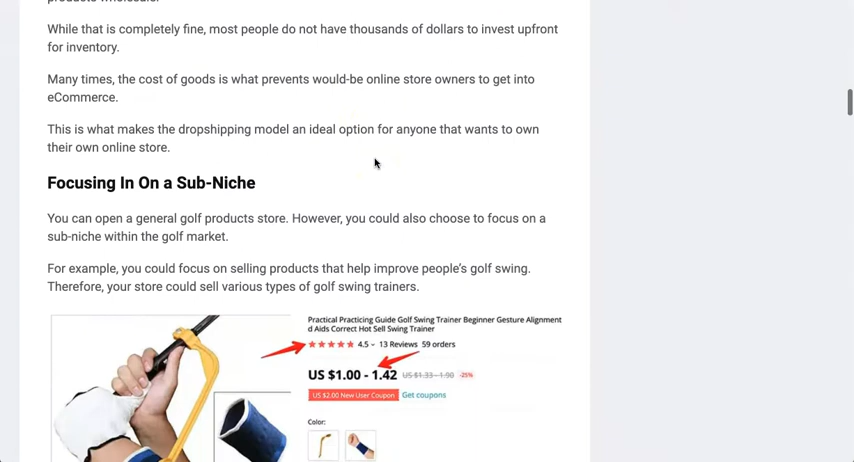 While that is completely fine, most people do not have thousands of dollars to invest upfront
for inventory.
Many times, the cost of goods is what prevents would-be online store owners to get into
eCommerce.
This is what makes the dropshipping model an ideal option for anyone that wants to own
their own online store.
Focusing In On a Sub-Niche
You can open a general golf products store. However, you could also choose to focus on a
sub-niche within the golf market.
For example, you could focus on selling products that help improve people's golf swing.
Therefore, your store could sell various types of golf swing trainers.
Practical Practicing Guide Golf Swing Trainer Beginner Gesture Alignment
d Aids Correct Hot Sell Swing Trainer
4.5 - 13 Reviews 59 orders
US $1.00 - 1.42 US $1.33 - 1.90 -25%
US $2.00 New User Coupon Get coupons
Color: